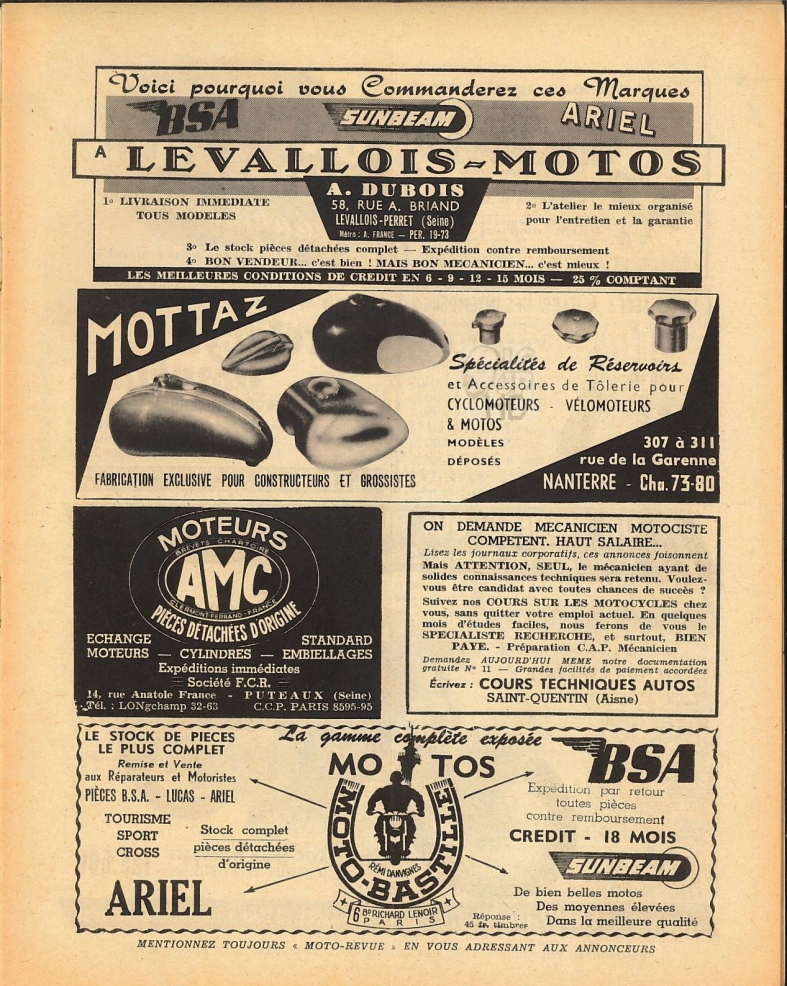 Voici pourquoi vous Commanderez ces Marques
BSA SUNBEAM ARIEL
A LEVALLOIS-MOTOS
A. DUBOIS
58, RUE A. BRIAND
LEVALLOIS-PERRET (Seine)
Métro : A. FRANCE - PER. 19-73
1º LIVRAISON IMMEDIATE
TOUS MODELES
2º L'atelier le mieux organisé
pour l'entretien et la garantie
3º Le stock pièces détachées complet — Expédition contre remboursement
4º BON VENDEUR... c'est bien ! MAIS BON MECANICIEN... c'est mieux !
LES MEILLEURES CONDITIONS DE CREDIT EN 6 - 9 - 12 - 15 MOIS — 25 % COMPTANT
MOTTAZ
Spécialités de Réservoirs
et Accessoires de Tôlerie pour
CYCLOMOTEURS - VÉLOMOTEURS
& MOTOS
MODÈLES
DÉPOSÉS
307 à 311
rue de la Garenne
NANTERRE - Cha. 73-80
FABRICATION EXCLUSIVE POUR CONSTRUCTEURS ET GROSSISTES
MOTEURS
BREVETS CHARTOIRE
AMC
CLERMONT-FERRAND-FRANCE
PIÈCES DÉTACHÉES D'ORIGINE
ECHANGE STANDARD
MOTEURS — CYLINDRES — EMBIELLAGES
Expéditions immédiates
Société F.C.R.
14, rue Anatole France - PUTEAUX (Seine)
Tél. : LONgchamp 32-63 C.C.P. PARIS 8595-95
ON DEMANDE MECANICIEN MOTOCISTE
COMPETENT. HAUT SALAIRE...
Lisez les journaux corporatifs, ces annonces foisonnent
Mais ATTENTION, SEUL, le mécanicien ayant de
solides connaissances techniques sera retenu. Voulez-
vous être candidat avec toutes chances de succès ?
Suivez nos COURS SUR LES MOTOCYCLES chez
vous, sans quitter votre emploi actuel. En quelques
mois d'études faciles, nous ferons de vous le
SPECIALISTE RECHERCHE, et surtout, BIEN
PAYE. - Préparation C.A.P. Mécanicien
Demandez AUJOURD'HUI MEME notre documentation
gratuite Nº 11 — Grandes facilités de paiement accordées
Écrivez : COURS TECHNIQUES AUTOS
SAINT-QUENTIN (Aisne)
La gamme complète exposée
LE STOCK DE PIECES
LE PLUS COMPLET
Remise et Vente
aux Réparateurs et Motoristes
PIÈCES B.S.A. - LUCAS - ARIEL
TOURISME
SPORT
CROSS
Stock complet
pièces détachées
d'origine
ARIEL
MOTOS
MOTO-BASTILLE
RÉMI DANVIGNES
6 Bᴰ RICHARD LENOIR
PARIS
BSA
Expédition par retour
toutes pièces
contre remboursement
CREDIT - 18 MOIS
SUNBEAM
De bien belles motos
Des moyennes élevées
Dans la meilleure qualité
Réponse :
45 fr. timbres
MENTIONNEZ TOUJOURS « MOTO-REVUE » EN VOUS ADRESSANT AUX ANNONCEURS